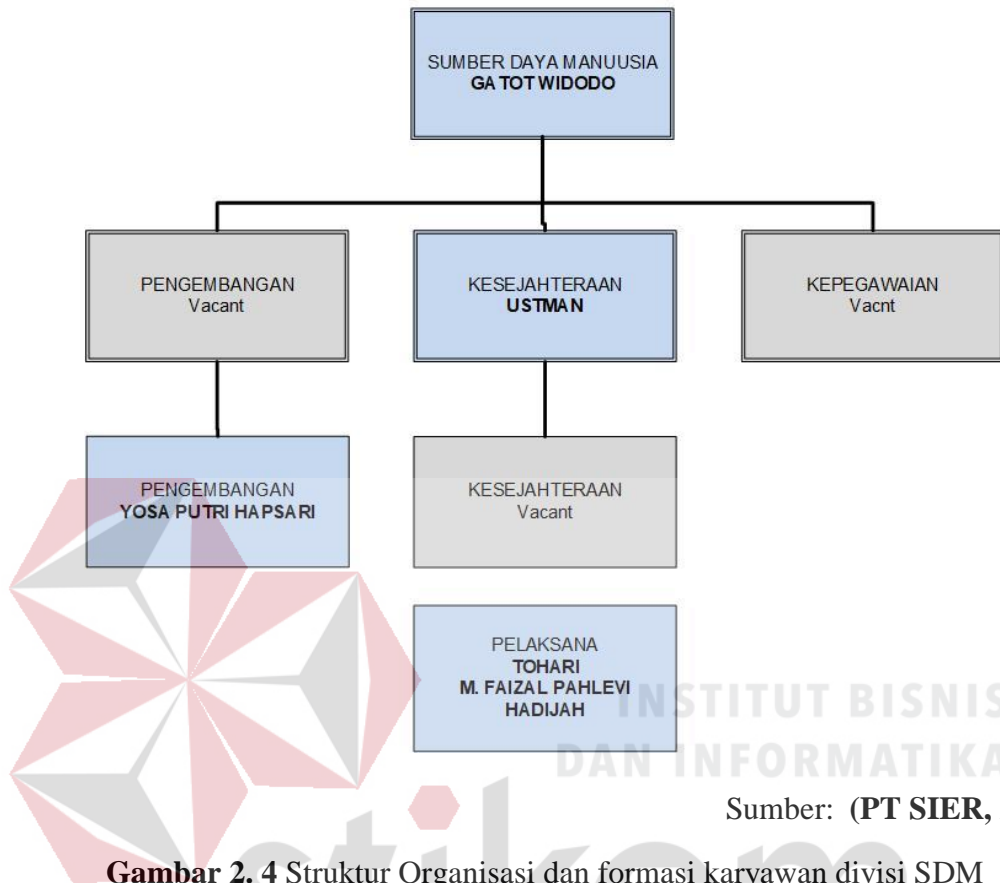 SUMBER DAYA MANUUSIA
GATOT WIDODO
PENGEMBANGAN
Vacant
KESEJAHTERAAN
USTMAN
KEPEGAWAIAN
Vacnt
PENGEMBANGAN
YOSA PUTRI HAPSARI
KESEJAHTERAAN
Vacant
PELAKSANA
TOHARI
M. FAIZAL PAHLEVI
HADIJAH
INSTITUT BISNIS
DAN INFORMATIKA
Sumber: (PT SIER,
stikom
Gambar 2. 4 Struktur Organisasi dan formasi karyawan divisi SDM